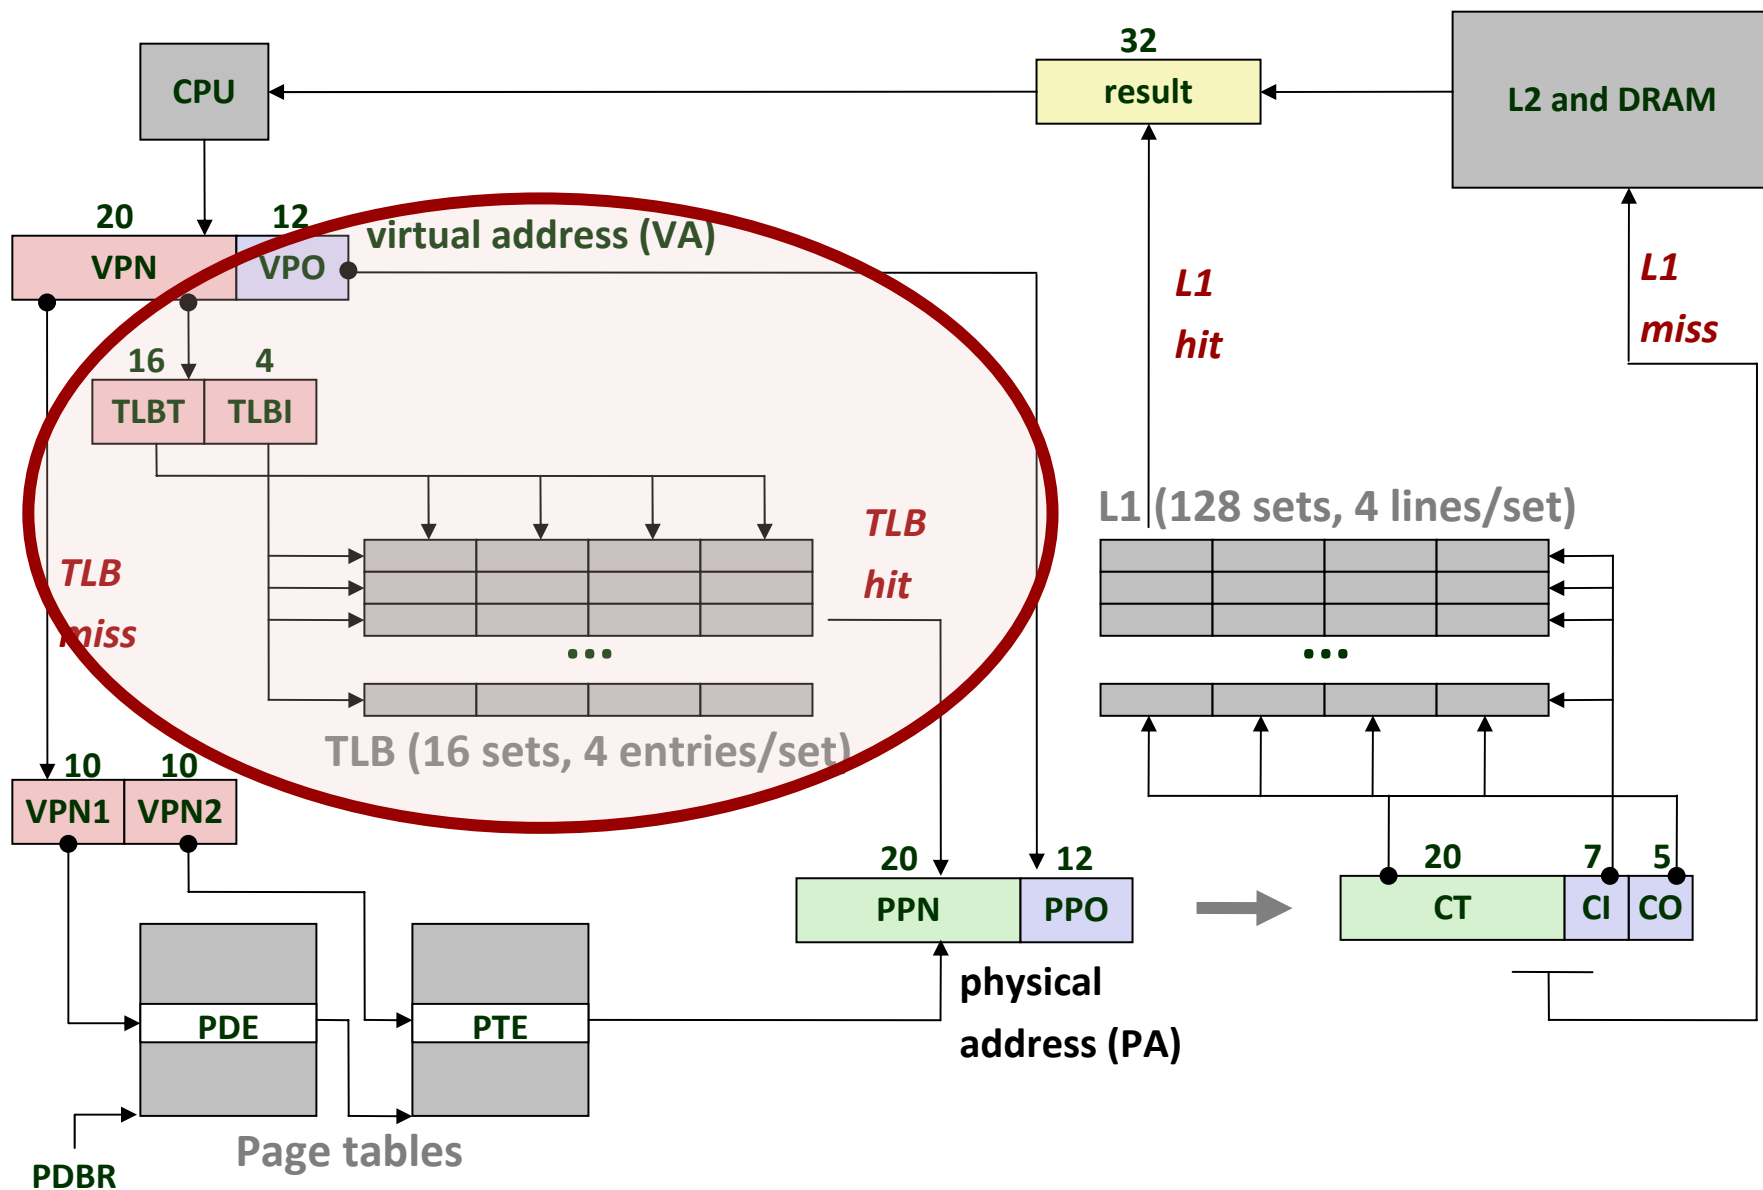 32
CPU
result
L2 and DRAM
20
12
virtual address (VA)
VPN
VPO
L1
hit
L1
miss
16
4
TLBT
TLBI
TLB
hit
L1 (128 sets, 4 lines/set)
TLB
miss
...
...
TLB (16 sets, 4 entries/set)
10
10
VPN1
VPN2
20
12
20
7
5
PPN
PPO
CT
CI
CO
physical
address (PA)
PDE
PTE
Page tables
PDBR